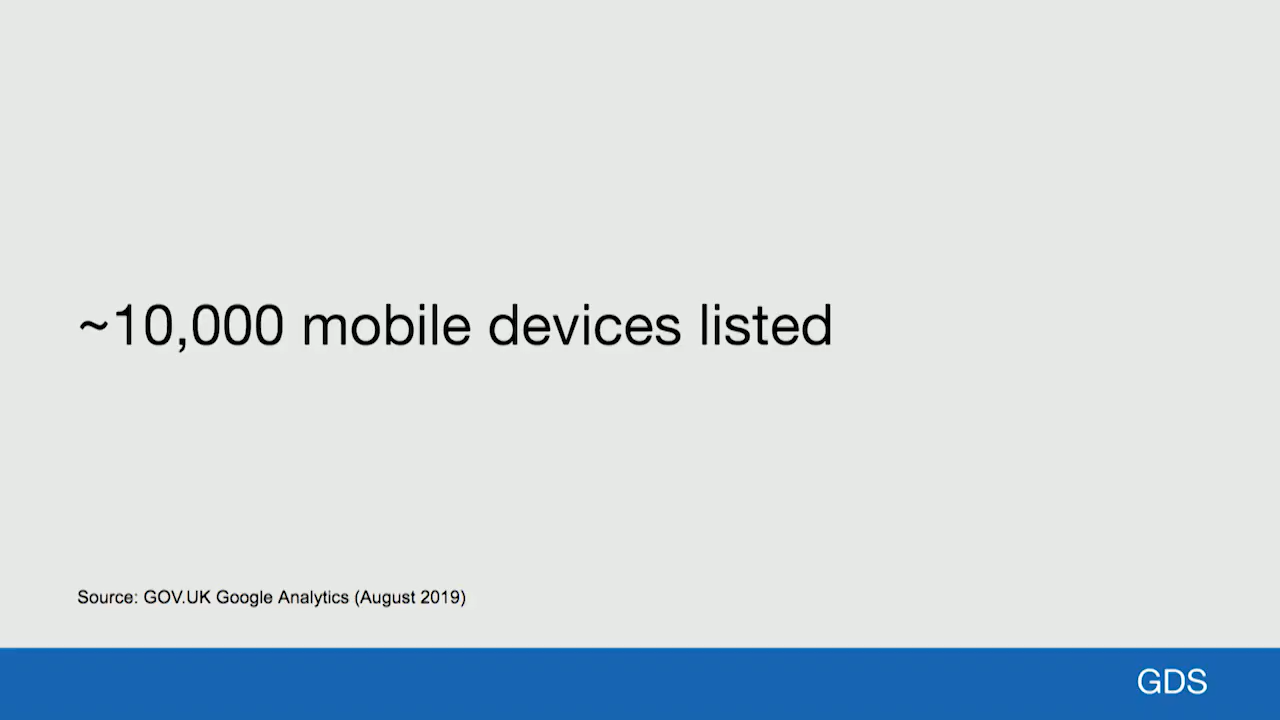 ~10,000 mobile devices listed
Source: GOV.UK Google Analytics (August 2019)
GDS